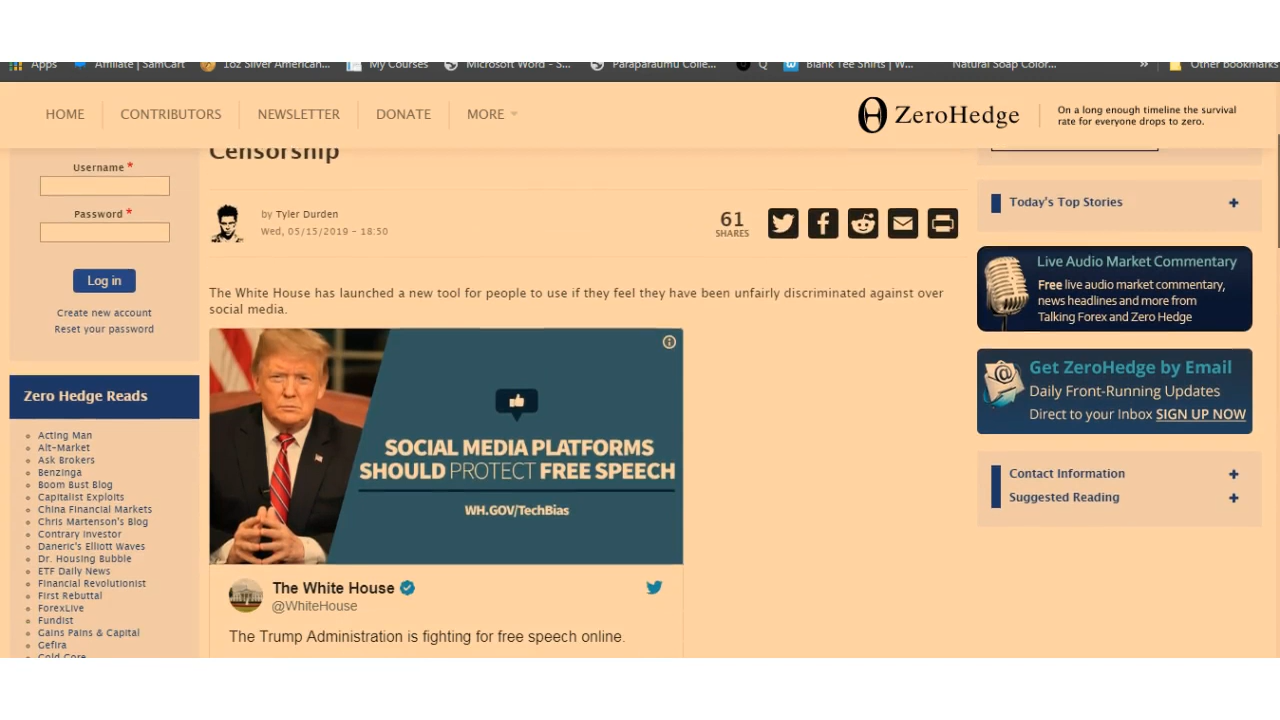 Apps
Affiliate | SamCart
1oz Silver American...
My Courses
Microsoft Word - S...
Paraparaumu Colle...
Q
Blank Tee Shirts | W...
Natural Soap Color...
»
Other bookmarks
HOME
CONTRIBUTORS
NEWSLETTER
DONATE
MORE
ZeroHedge
On a long enough timeline the survival
rate for everyone drops to zero.
Censorship
Username *
Password *
Log in
Create new account
Reset your password
by Tyler Durden
Wed, 05/15/2019 - 18:50
61
SHARES
The White House has launched a new tool for people to use if they feel they have been unfairly discriminated against over
social media.
SOCIAL MEDIA PLATFORMS
SHOULD PROTECT FREE SPEECH
WH.GOV/TechBias
The White House
@WhiteHouse
The Trump Administration is fighting for free speech online.
Zero Hedge Reads
Acting Man
Alt-Market
Ask Brokers
Benzinga
Boom Bust Blog
Capitalist Exploits
China Financial Markets
Chris Martenson's Blog
Contrary Investor
Daneric's Elliott Waves
Dr. Housing Bubble
ETF Daily News
Financial Revolutionist
First Rebuttal
ForexLive
Fundist
Gains Pains & Capital
Gefira
Gold Core
Today's Top Stories
Live Audio Market Commentary
Free live audio market commentary,
news headlines and more from
Talking Forex and Zero Hedge
Get ZeroHedge by Email
Daily Front-Running Updates
Direct to your Inbox SIGN UP NOW
Contact Information
Suggested Reading